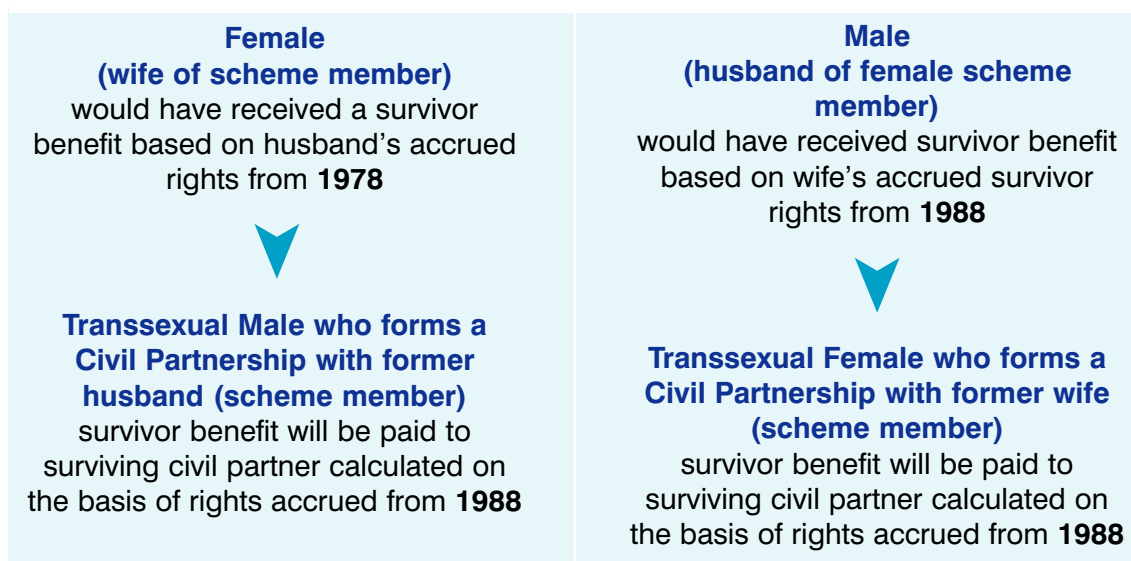 Female
(wife of scheme member)
would have received a survivor
benefit based on husband's accrued
rights from 1978
Transsexual Male who forms a
Civil Partnership with former
husband (scheme member)
survivor benefit will be paid to
surviving civil partner calculated on
the basis of rights accrued from 1988
Male
(husband of female scheme
member)
would have received survivor benefit
based on wife's accrued survivor
rights from 1988
Transsexual Female who forms a
Civil Partnership with former wife
(scheme member)
survivor benefit will be paid to
surviving civil partner calculated on
the basis of rights accrued from 1988